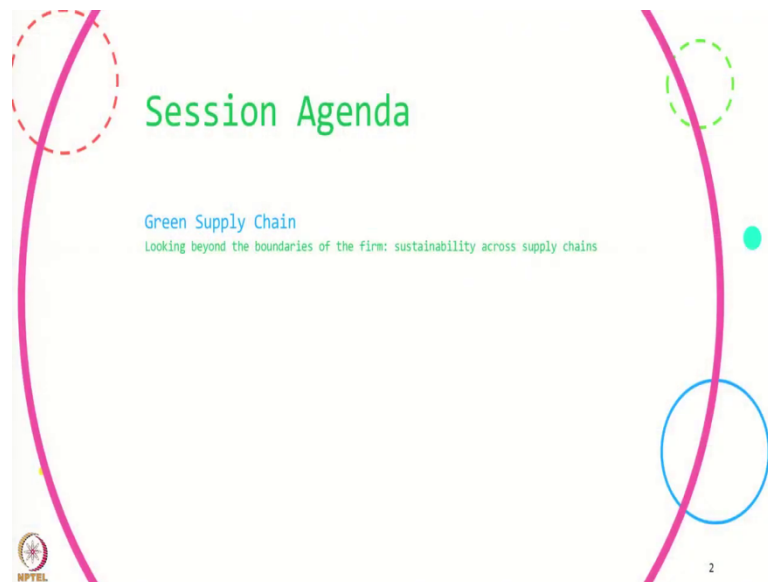 Session Agenda
Green Supply Chain
Looking beyond the boundaries of the firm: sustainability across supply chains
NPTEL
2